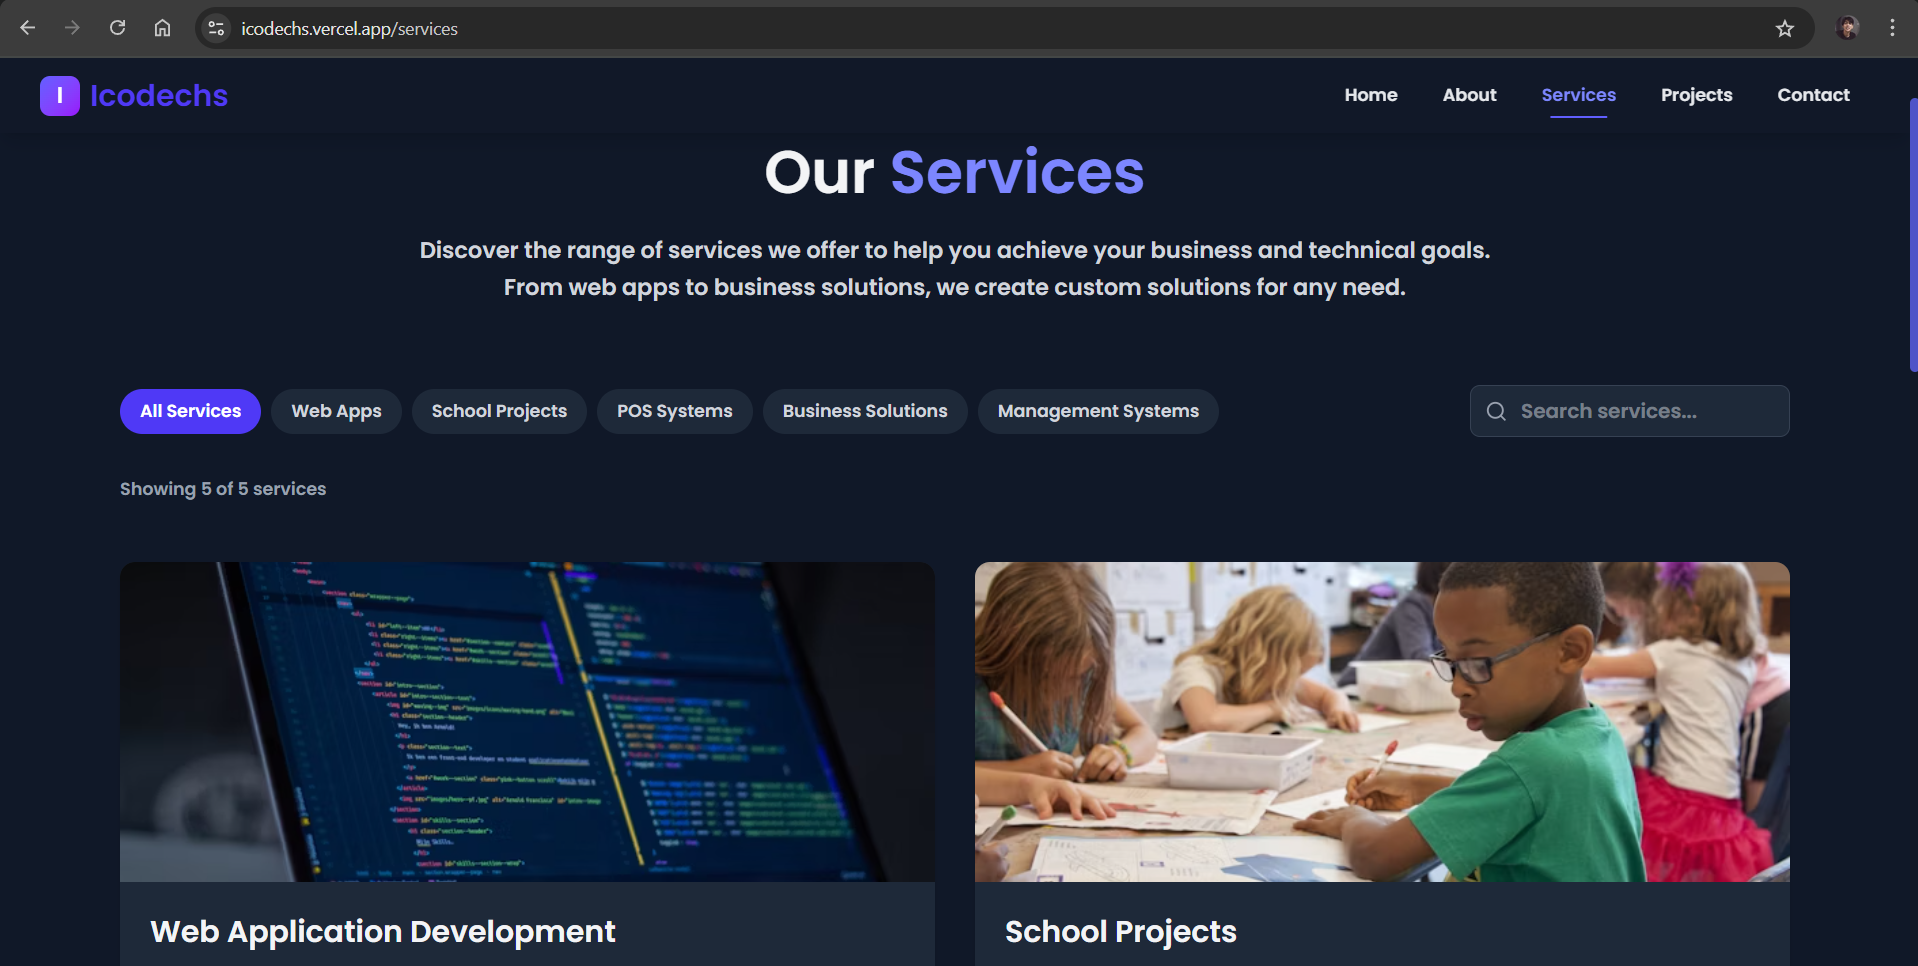 icodechs.vercel.app/services
I Icodechs
Home About Services Projects Contact
Our Services
Discover the range of services we offer to help you achieve your business and technical goals.
From web apps to business solutions, we create custom solutions for any need.
All Services Web Apps School Projects POS Systems Business Solutions Management Systems Search services...
Showing 5 of 5 services
Web Application Development
School Projects